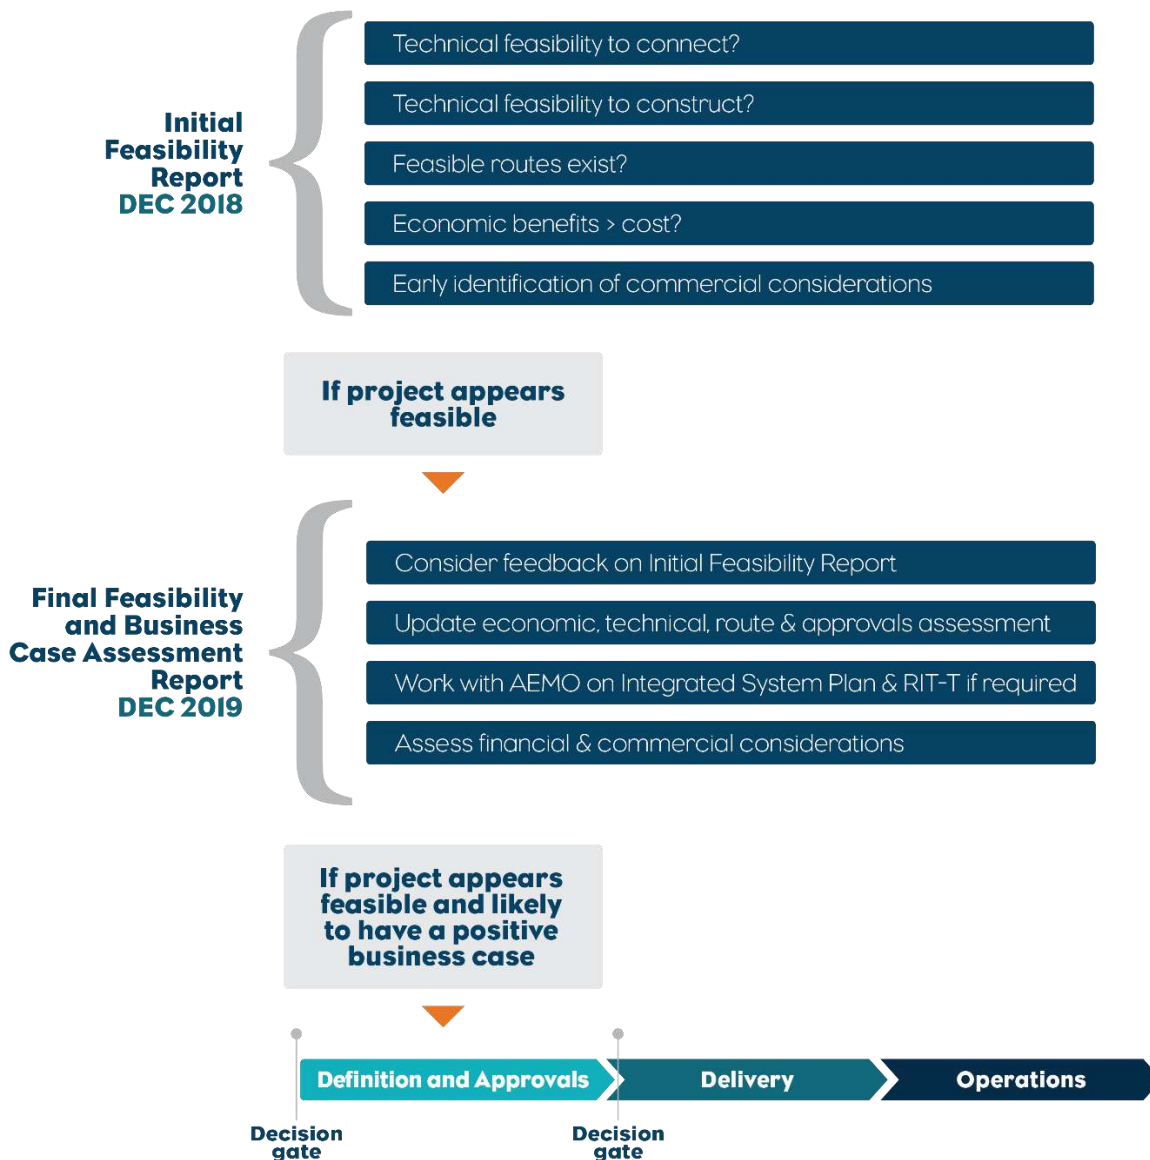 Technical feasibility to connect?
Technical feasibility to construct?
Initial
Feasibility
Report
DEC 2018
Feasible routes exist?
Economic benefits > cost?
Early identification of commercial considerations
If project appears
feasible
Consider feedback on Initial Feasibility Report
Final Feasibility
and Business
Case Assessment
Report
DEC 2019
Update economic, technical, route & approvals assessment
Work with AEMO on Integrated System Plan & RIT-T if required
Assess financial & commercial considerations
If project appears
feasible and likely
to have a positive
business case
Definition and Approvals
Delivery
Operations
Decision
gate
Decision
gate